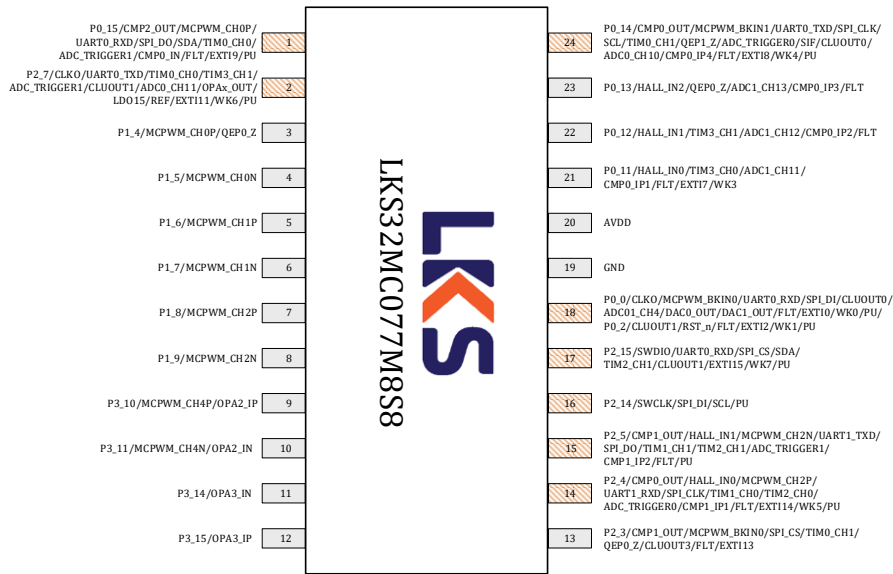 P0_15/CMP2_OUT/MCPWM_CH0P/
UART0_RXD/SPI_DO/SDA/TIM0_CH0/
ADC_TRIGGER1/CMP0_IN/FLT/EXTI9/PU
1
P2_7/CLKO/UART0_TXD/TIM0_CH0/TIM3_CH1/
ADC_TRIGGER1/CLUOUT1/ADC0_CH11/OPAx_OUT/
LDO15/REF/EXTI11/WK6/PU
2
P1_4/MCPWM_CH0P/QEP0_Z
3
P1_5/MCPWM_CH0N
4
P1_6/MCPWM_CH1P
5
P1_7/MCPWM_CH1N
6
P1_8/MCPWM_CH2P
7
P1_9/MCPWM_CH2N
8
P3_10/MCPWM_CH4P/OPA2_IP
9
P3_11/MCPWM_CH4N/OPA2_IN
10
P3_14/OPA3_IN
11
P3_15/OPA3_IP
12
LKS32MC077M8S8
LKS
24
P0_14/CMP0_OUT/MCPWM_BKIN1/UART0_TXD/SPI_CLK/
SCL/TIM0_CH1/QEP1_Z/ADC_TRIGGER0/SIF/CLUOUT0/
ADC0_CH10/CMP0_IP4/FLT/EXTI8/WK4/PU
23
P0_13/HALL_IN2/QEP0_Z/ADC1_CH13/CMP0_IP3/FLT
22
P0_12/HALL_IN1/TIM3_CH1/ADC1_CH12/CMP0_IP2/FLT
21
P0_11/HALL_IN0/TIM3_CH0/ADC1_CH11/
CMP0_IP1/FLT/EXTI7/WK3
20
AVDD
19
GND
18
P0_0/CLKO/MCPWM_BKIN0/UART0_RXD/SPI_DI/CLUOUT0/
ADC01_CH4/DAC0_OUT/DAC1_OUT/FLT/EXTI0/WK0/PU/
P0_2/CLUOUT1/RST_n/FLT/EXTI2/WK1/PU
17
P2_15/SWDIO/UART0_RXD/SPI_CS/SDA/
TIM2_CH1/CLUOUT1/EXTI15/WK7/PU
16
P2_14/SWCLK/SPI_DI/SCL/PU
15
P2_5/CMP1_OUT/HALL_IN1/MCPWM_CH2N/UART1_TXD/
SPI_DO/TIM1_CH1/TIM2_CH1/ADC_TRIGGER1/
CMP1_IP2/FLT/PU
14
P2_4/CMP0_OUT/HALL_IN0/MCPWM_CH2P/
UART1_RXD/SPI_CLK/TIM1_CH0/TIM2_CH0/
ADC_TRIGGER0/CMP1_IP1/FLT/EXTI14/WK5/PU
13
P2_3/CMP1_OUT/MCPWM_BKIN0/SPI_CS/TIM0_CH1/
QEP0_Z/CLUOUT3/FLT/EXTI13